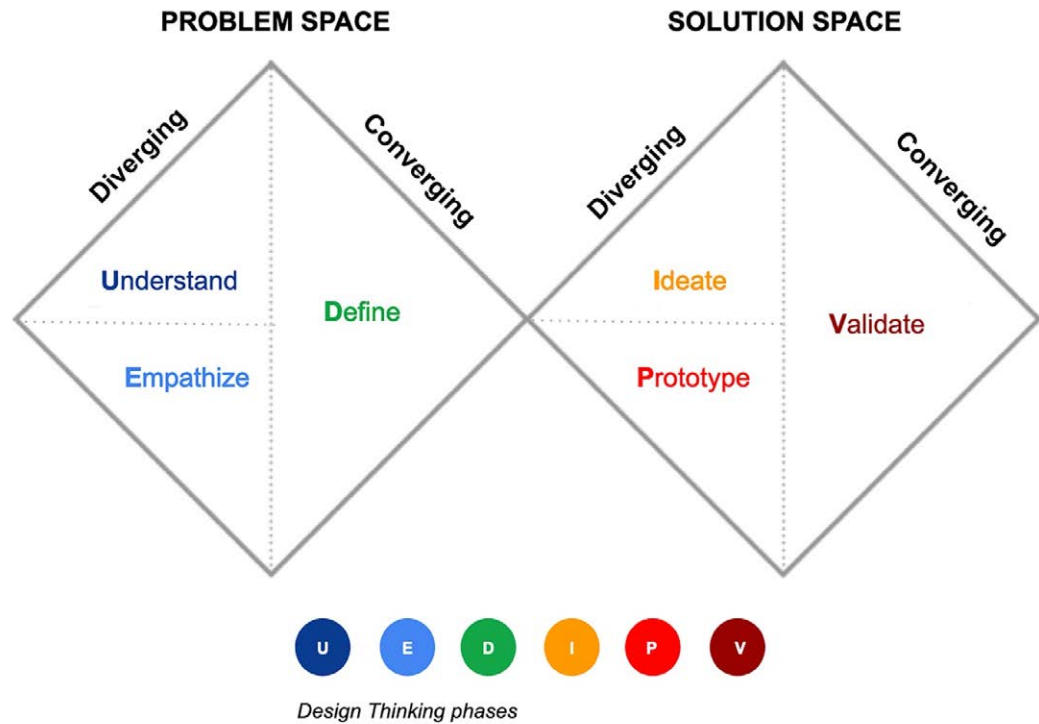 PROBLEM SPACE
SOLUTION SPACE
Diverging
Converging
Diverging
Converging
Understand
Define
Empathize
Ideate
Validate
Prototype
U
E
D
I
P
V
Design Thinking phases